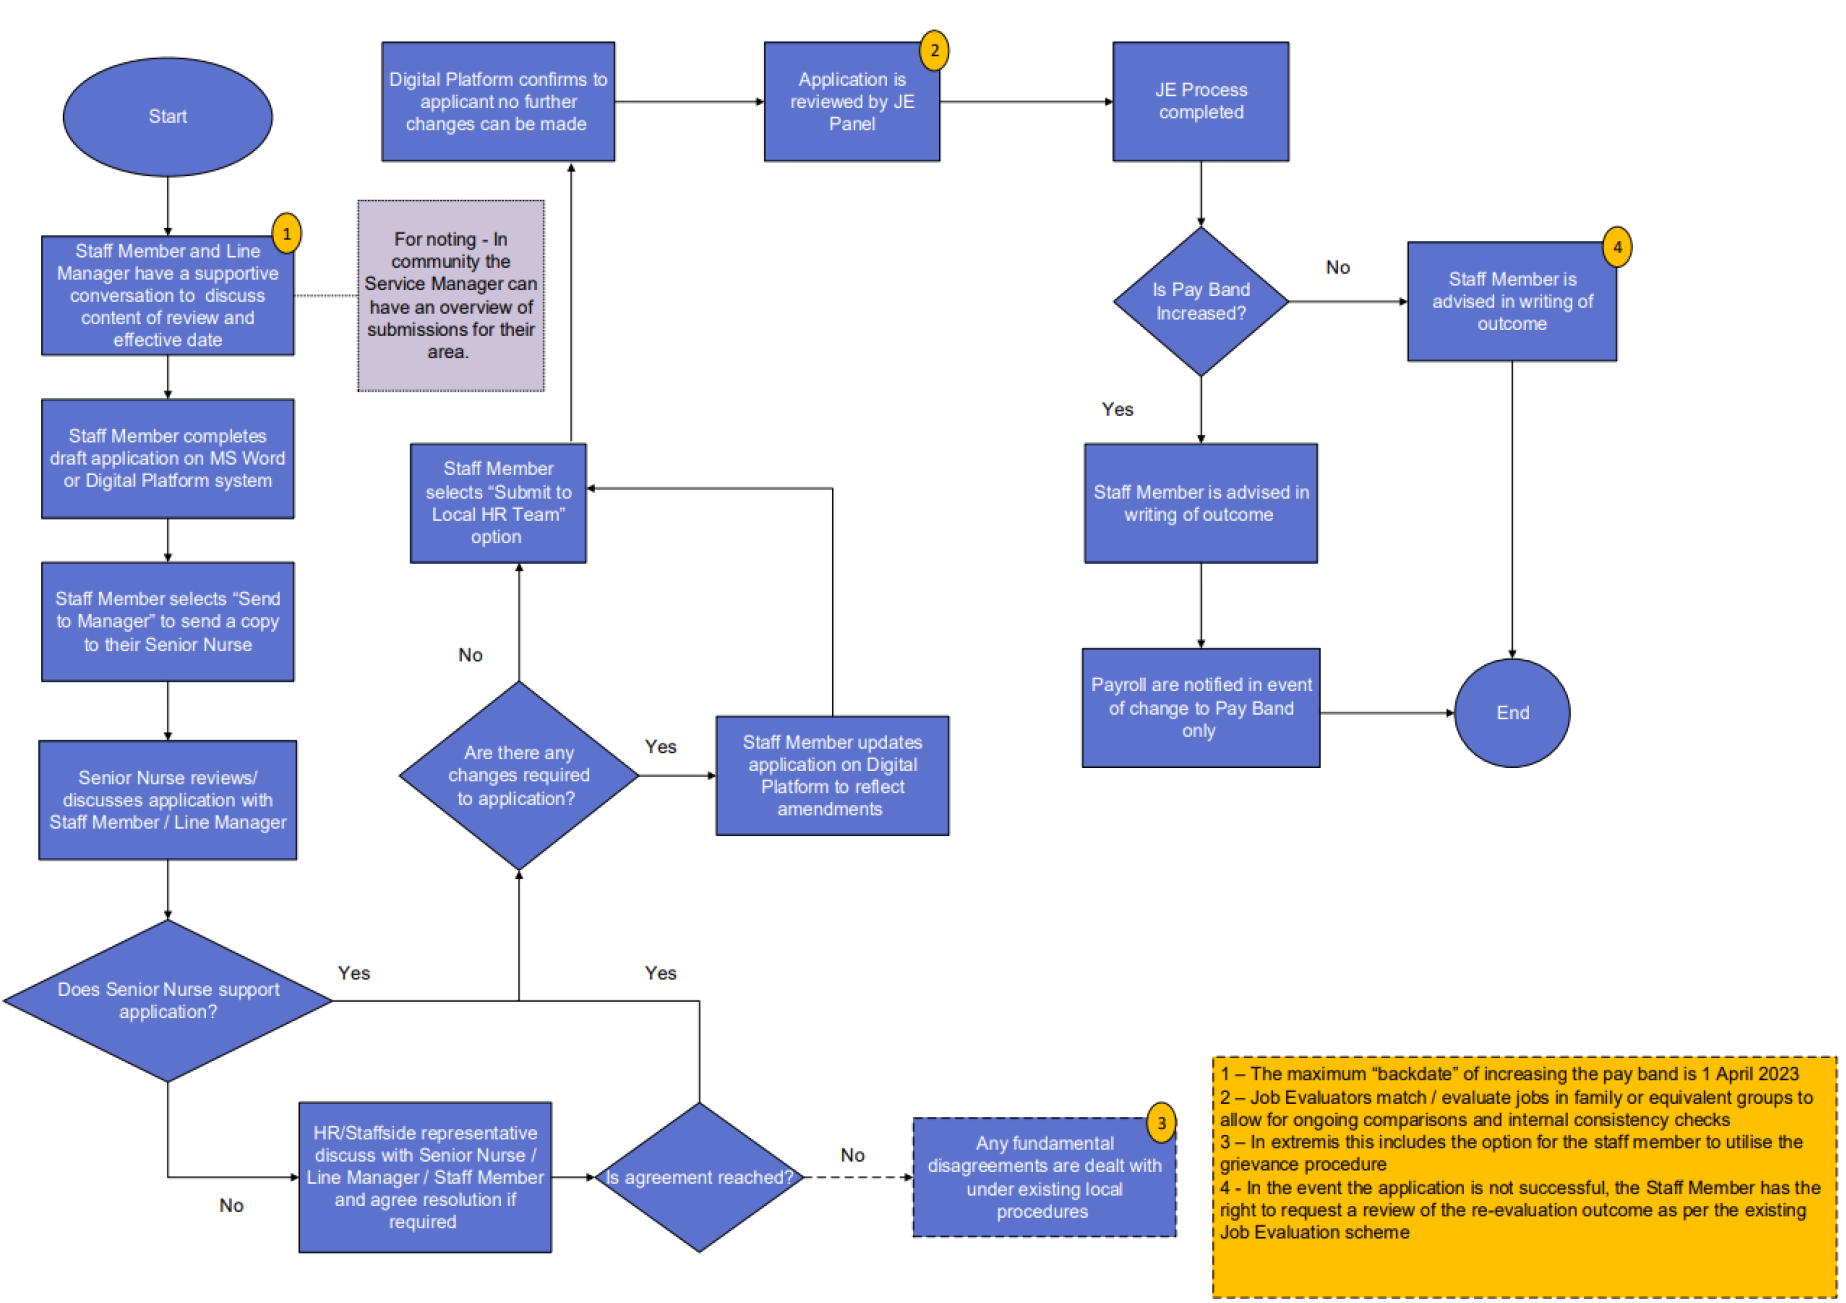 Start
1
Staff Member and Line
Manager have a supportive
conversation to discuss
content of review and
effective date
For noting - In
community the
Service Manager can
have an overview of
submissions for their
area.
Staff Member completes
draft application on MS Word
or Digital Platform system
Staff Member selects “Send
to Manager” to send a copy
to their Senior Nurse
Senior Nurse reviews/
discusses application with
Staff Member / Line Manager
Does Senior Nurse support
application?
Yes
No
HR/Staffside representative
discuss with Senior Nurse /
Line Manager / Staff Member
and agree resolution if
required
Is agreement reached?
Yes
No
3
Any fundamental
disagreements are dealt with
under existing local
procedures
Are there any
changes required
to application?
Yes
No
Staff Member updates
application on Digital
Platform to reflect
amendments
Staff Member
selects “Submit to
Local HR Team”
option
Digital Platform confirms to
applicant no further
changes can be made
2
Application is
reviewed by JE
Panel
JE Process
completed
Is Pay Band
Increased?
No
4
Staff Member is
advised in writing of
outcome
Yes
Staff Member is advised in
writing of outcome
Payroll are notified in event
of change to Pay Band
only
End
1 – The maximum “backdate” of increasing the pay band is 1 April 2023
2 – Job Evaluators match / evaluate jobs in family or equivalent groups to
allow for ongoing comparisons and internal consistency checks
3 – In extremis this includes the option for the staff member to utilise the
grievance procedure
4 - In the event the application is not successful, the Staff Member has the
right to request a review of the re-evaluation outcome as per the existing
Job Evaluation scheme